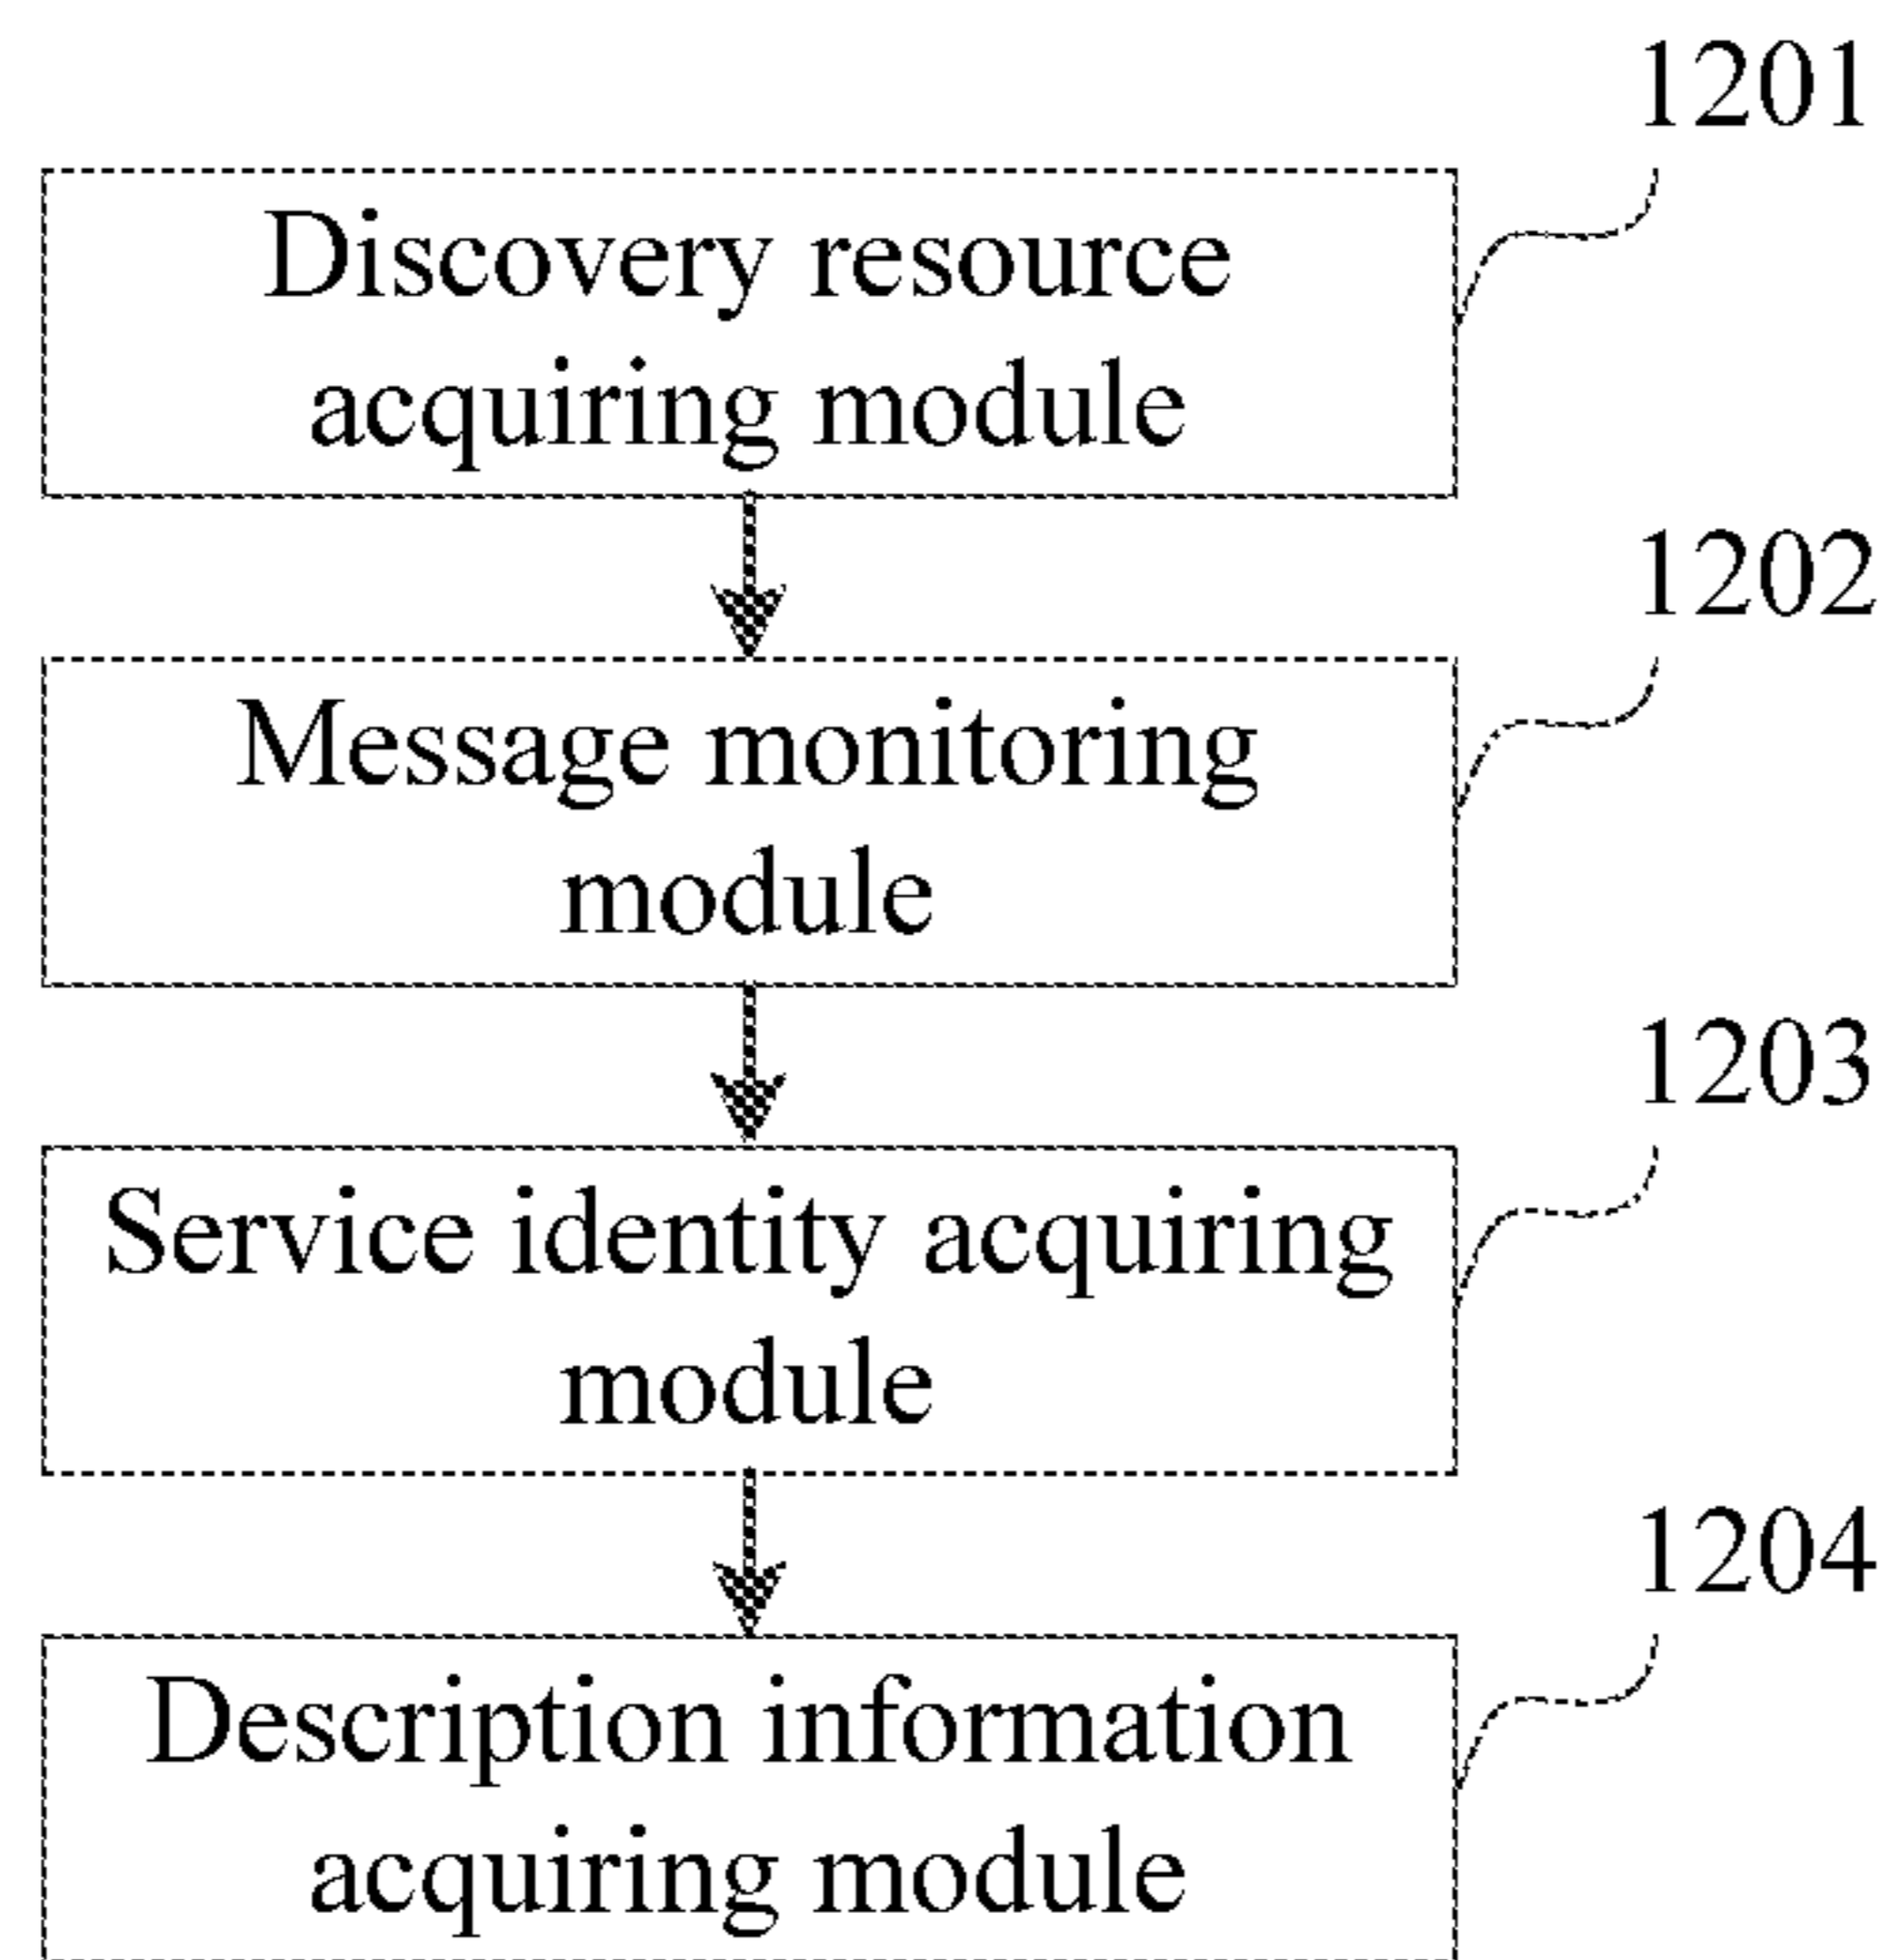 1201
Discovery resource
acquiring module
1202
Message monitoring
module
1203
Service identity acquiring
module
1204
Description information
acquiring module